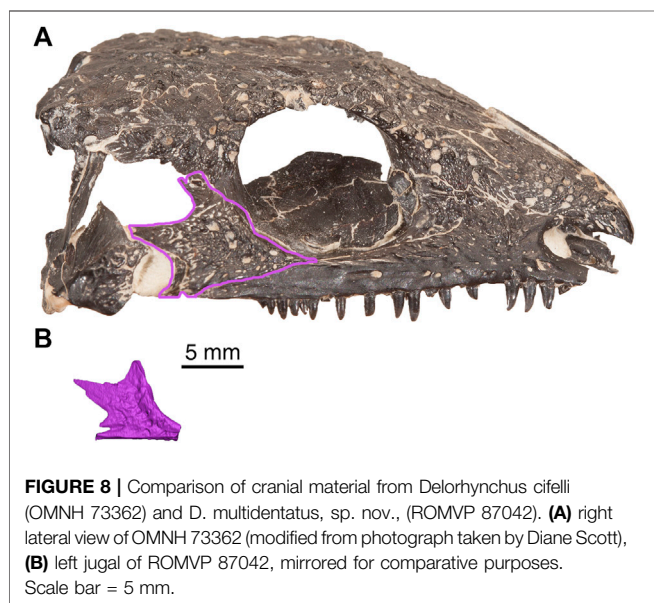 A
B
5 mm
FIGURE 8 | Comparison of cranial material from Delorhynchus cifelli
(OMNH 73362) and D. multidentatus, sp. nov., (ROMVP 87042). (A) right
lateral view of OMNH 73362 (modified from photograph taken by Diane Scott),
(B) left jugal of ROMVP 87042, mirrored for comparative purposes.
Scale bar = 5 mm.